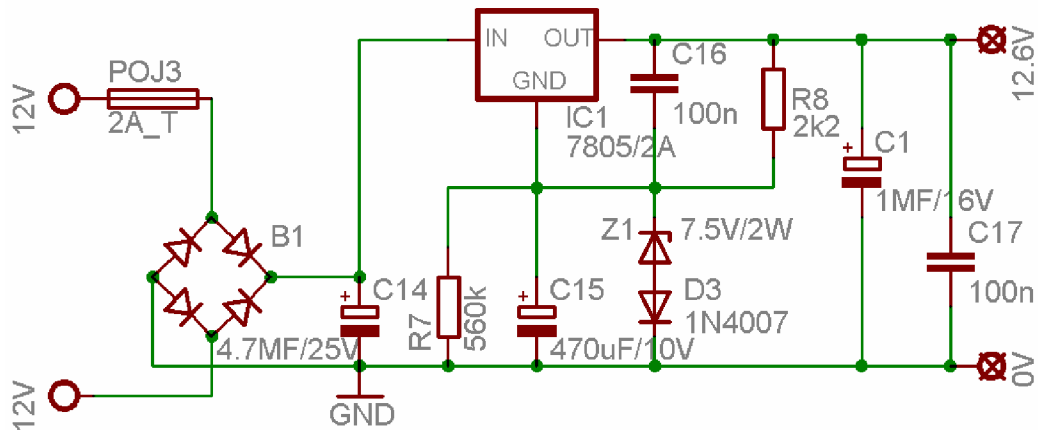 POJ3
12V
2A_T
B1
12V
IN OUT
GND
IC1
7805/2A
C16
100n
R8
2k2
12.6V
C1
1MF/16V
Z1 7.5V/2W
C17
100n
C14
4.7MF/25V
R7
560k
C15
470uF/10V
D3
1N4007
0V
GND